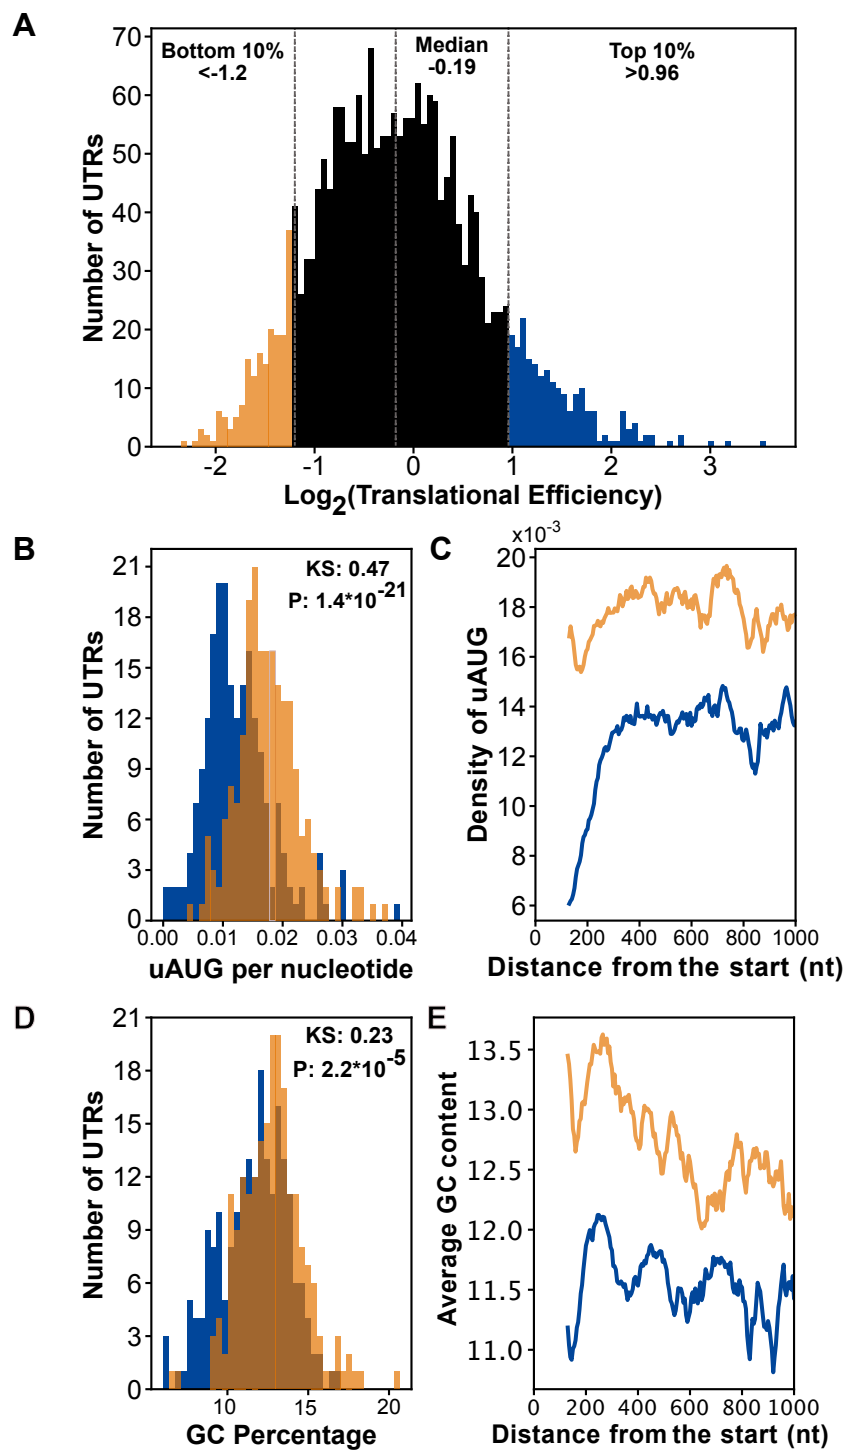 A
Bottom 10%
<-1.2
Median
-0.19
Top 10%
>0.96
70
60
50
40
30
20
10
0
Number of UTRs
-2 -1 0 1 2 3
Log2(Translational Efficiency)
B
KS: 0.47
P: 1.4*10-21
21
18
15
12
9
6
3
0
Number of UTRs
0.00 0.01 0.02 0.03 0.04
uAUG per nucleotide
C
x10-3
20
18
16
14
12
10
8
6
Density of uAUG
0 200 400 600 800 1000
Distance from the start (nt)
D
KS: 0.23
P: 2.2*10-5
21
18
15
12
9
6
3
0
Number of UTRs
10 15 20
GC Percentage
E
13.5
13.0
12.5
12.0
11.5
11.0
Average GC content
0 200 400 600 800 1000
Distance from the start (nt)